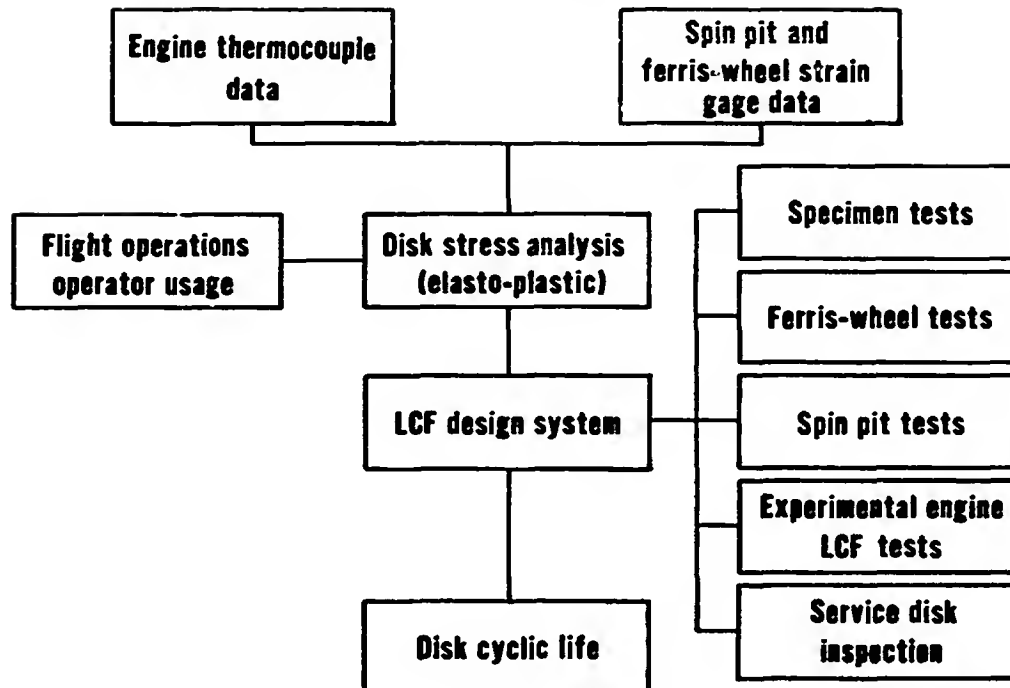 Engine thermocouple
data
Spin pit and
ferris-wheel strain
gage data
Flight operations
operator usage
Disk stress analysis
(elasto-plastic)
LCF design system
Disk cyclic life
Specimen tests
Ferris-wheel tests
Spin pit tests
Experimental engine
LCF tests
Service disk
inspection